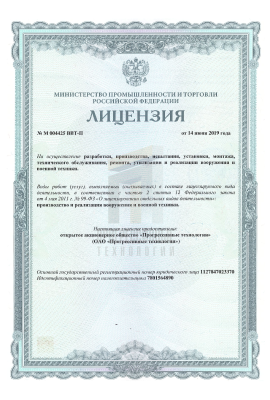 МИНИСТЕРСТВО ПРОМЫШЛЕННОСТИ И ТОРГОВЛИ
РОССИЙСКОЙ ФЕДЕРАЦИИ
ЛИЦЕНЗИЯ
№ М 004425 ВВТ-П от 14 июня 2019 года
На осуществление разработки, производства, испытания, установки, монтажа,
технического обслуживания, ремонта, утилизации и реализации вооружения и
военной техники.
Виды работ (услуг), выполняемых (оказываемых) в составе лицензируемого вида
деятельности, в соответствии с частью 2 статьи 12 Федерального закона
от 4 мая 2011 г. № 99-ФЗ «О лицензировании отдельных видов деятельности»:
производство и реализация вооружения и военной техники.
Настоящая лицензия предоставлена:
открытое акционерное общество «Прогрессивные технологии»
(ОАО «Прогрессивные технологии»)
ТЕХНОЛОГИИ
Основной государственный регистрационный номер юридического лица 1127847023370
Идентификационный номер налогоплательщика 7801564890